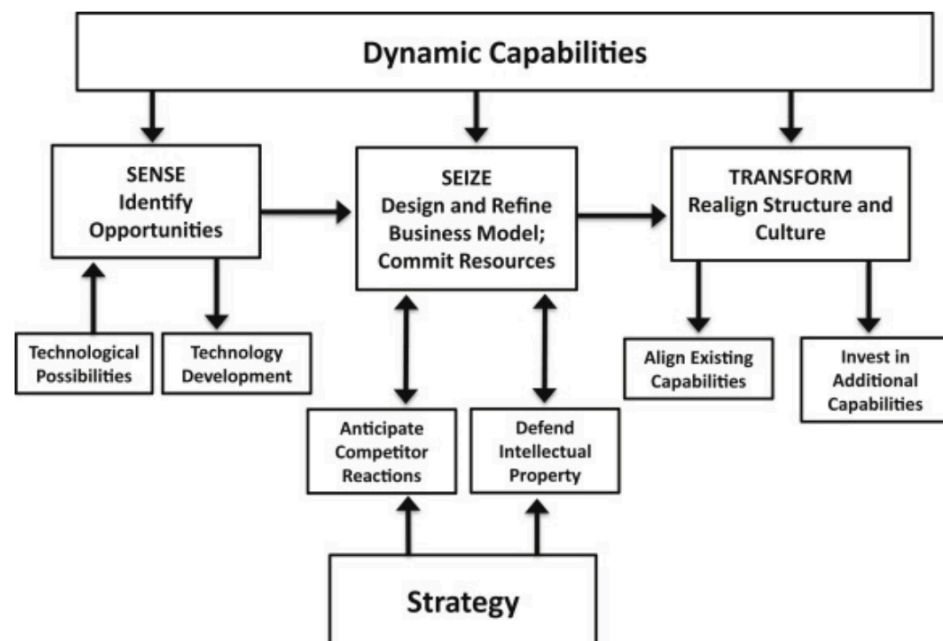 Dynamic Capabilities
SENSE
Identify
Opportunities
SEIZE
Design and Refine
Business Model;
Commit Resources
TRANSFORM
Realign Structure and
Culture
Technological
Possibilities
Technology
Development
Align Existing
Capabilities
Invest in
Additional
Capabilities
Anticipate
Competitor
Reactions
Defend
Intellectual
Property
Strategy